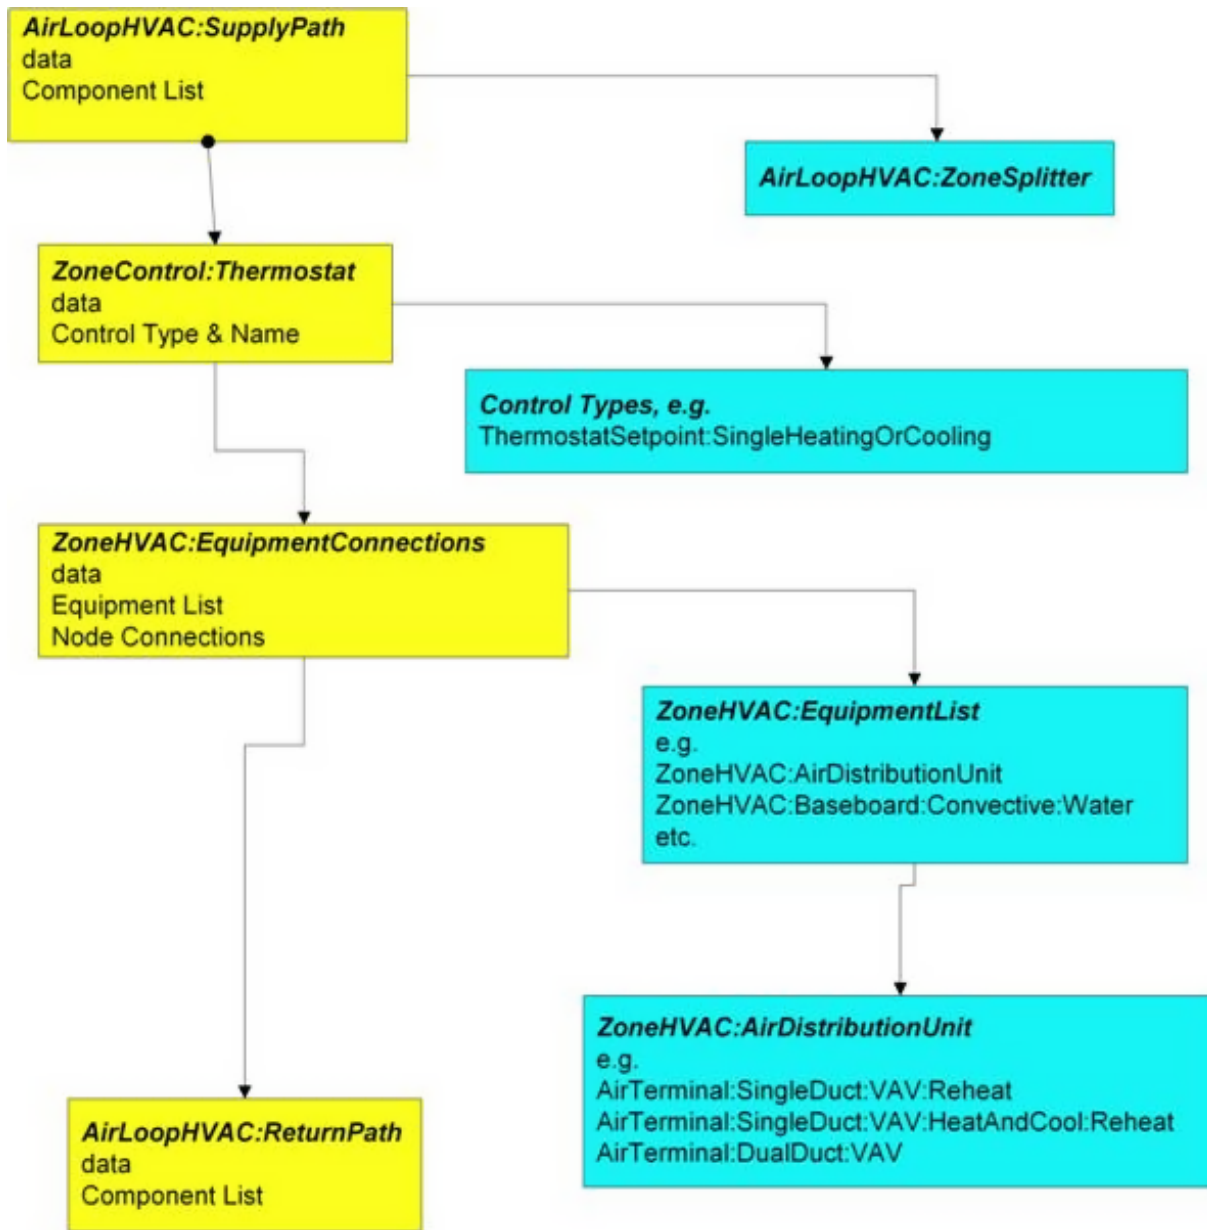 AirLoopHVAC:SupplyPath
data
Component List
AirLoopHVAC:ZoneSplitter
ZoneControl:Thermostat
data
Control Type & Name
Control Types, e.g.
ThermostatSetpoint:SingleHeatingOrCooling
ZoneHVAC:EquipmentConnections
data
Equipment List
Node Connections
ZoneHVAC:EquipmentList
e.g.
ZoneHVAC:AirDistributionUnit
ZoneHVAC:Baseboard:Convective:Water
etc.
ZoneHVAC:AirDistributionUnit
e.g.
AirTerminal:SingleDuct:VAV:Reheat
AirTerminal:SingleDuct:VAV:HeatAndCool:Reheat
AirTerminal:DualDuct:VAV
AirLoopHVAC:ReturnPath
data
Component List